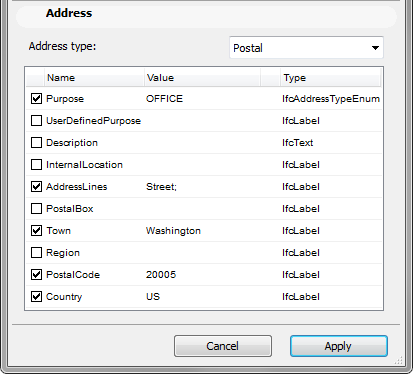 Address
Address type: Postal
Name Value Type
Purpose OFFICE IfcAddressTypeEnum
UserDefinedPurpose IfcLabel
Description IfcText
InternalLocation IfcLabel
AddressLines Street; IfcLabel
PostalBox IfcLabel
Town Washington IfcLabel
Region IfcLabel
PostalCode 20005 IfcLabel
Country US IfcLabel
Cancel Apply